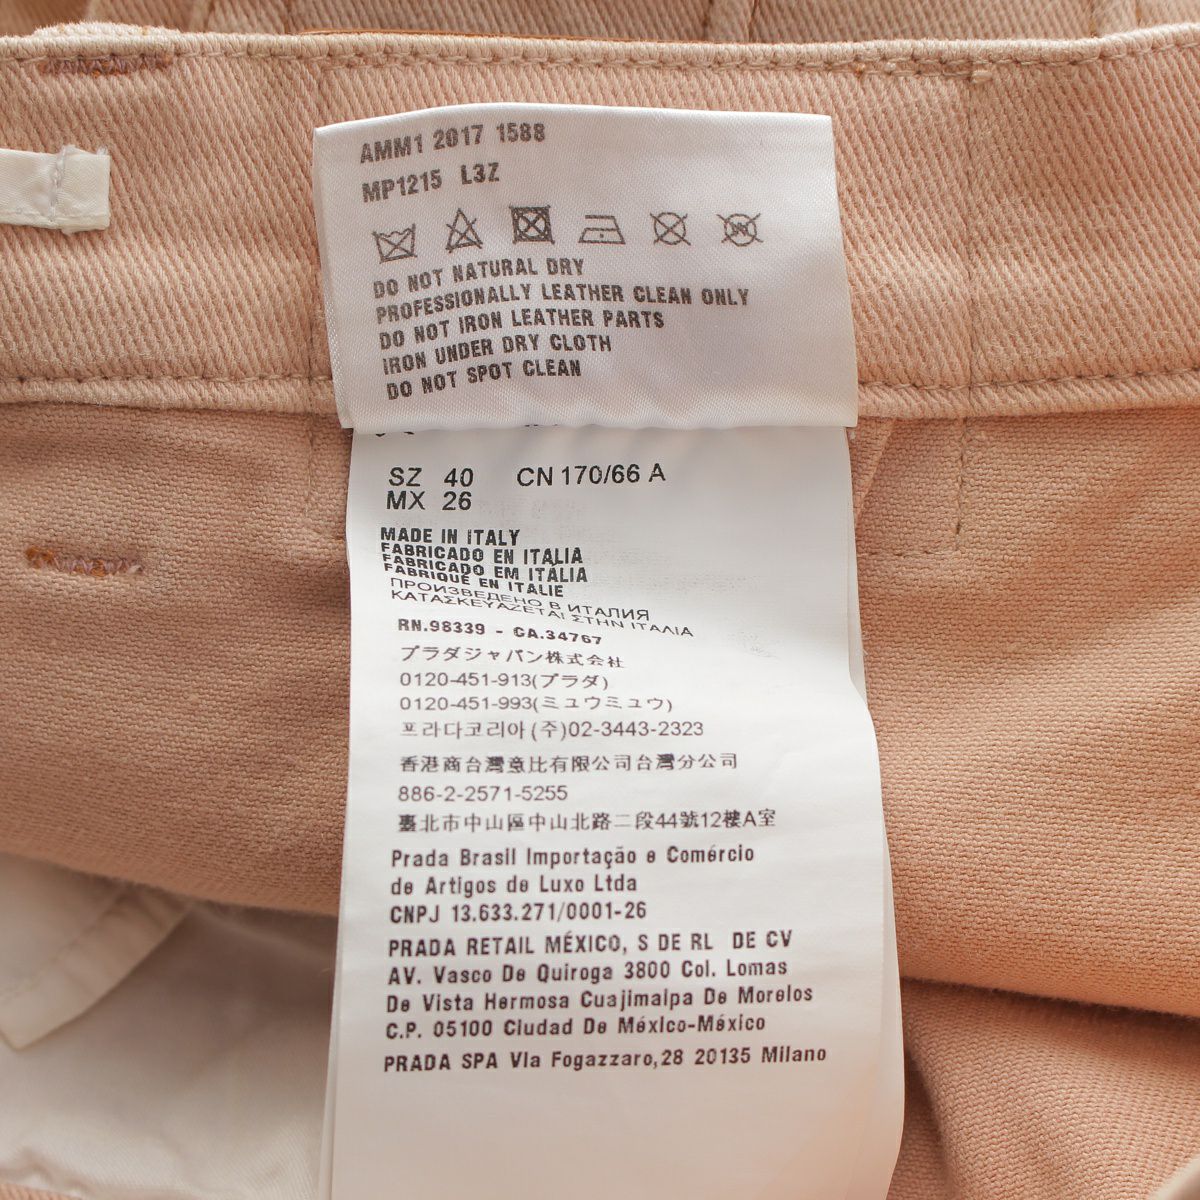 AMM1 2017 1588
MP1215 L3Z
DO NOT NATURAL DRY
PROFESSIONALLY LEATHER CLEAN ONLY
DO NOT IRON LEATHER PARTS
IRON UNDER DRY CLOTH
DO NOT SPOT CLEAN
SZ 40 CN 170/66 A
MX 26
MADE IN ITALY
FABRICADO EN ITALIA
FABRICADO EM ITÁLIA
FABRIQUÉ EN ITALIE
ПРОИЗВЕДЕНО В ИТАЛИЯ
ΚΑΤΑΣΚΕΥΑΖΕΤΑΙ ΣΤΗΝ ΙΤΑΛΙΑ
RN.98339 - CA.34767
プラダジャパン株式会社
0120-451-913(プラダ)
0120-451-993(ミュウミュウ)
프라다코리아(주)02-3443-2323
香港商台灣意比有限公司台灣分公司
886-2-2571-5255
臺北市中山區中山北路二段44號12樓A室
Prada Brasil Importação e Comércio
de Artigos de Luxo Ltda
CNPJ 13.633.271/0001-26
PRADA RETAIL MÉXICO, S DE RL DE CV
AV. Vasco De Quiroga 3800 Col. Lomas
De Vista Hermosa Cuajimalpa De Morelos
C.P. 05100 Ciudad De México-México
PRADA SPA Via Fogazzaro,28 20135 Milano